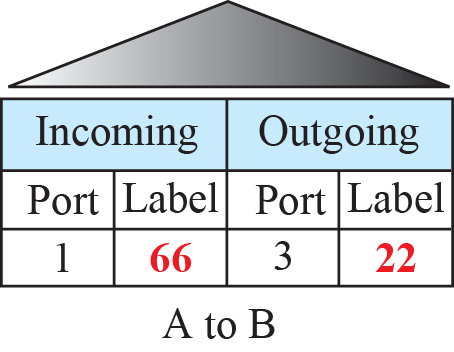 Incoming Outgoing
Port Label Port Label
1 66 3 22
A to B